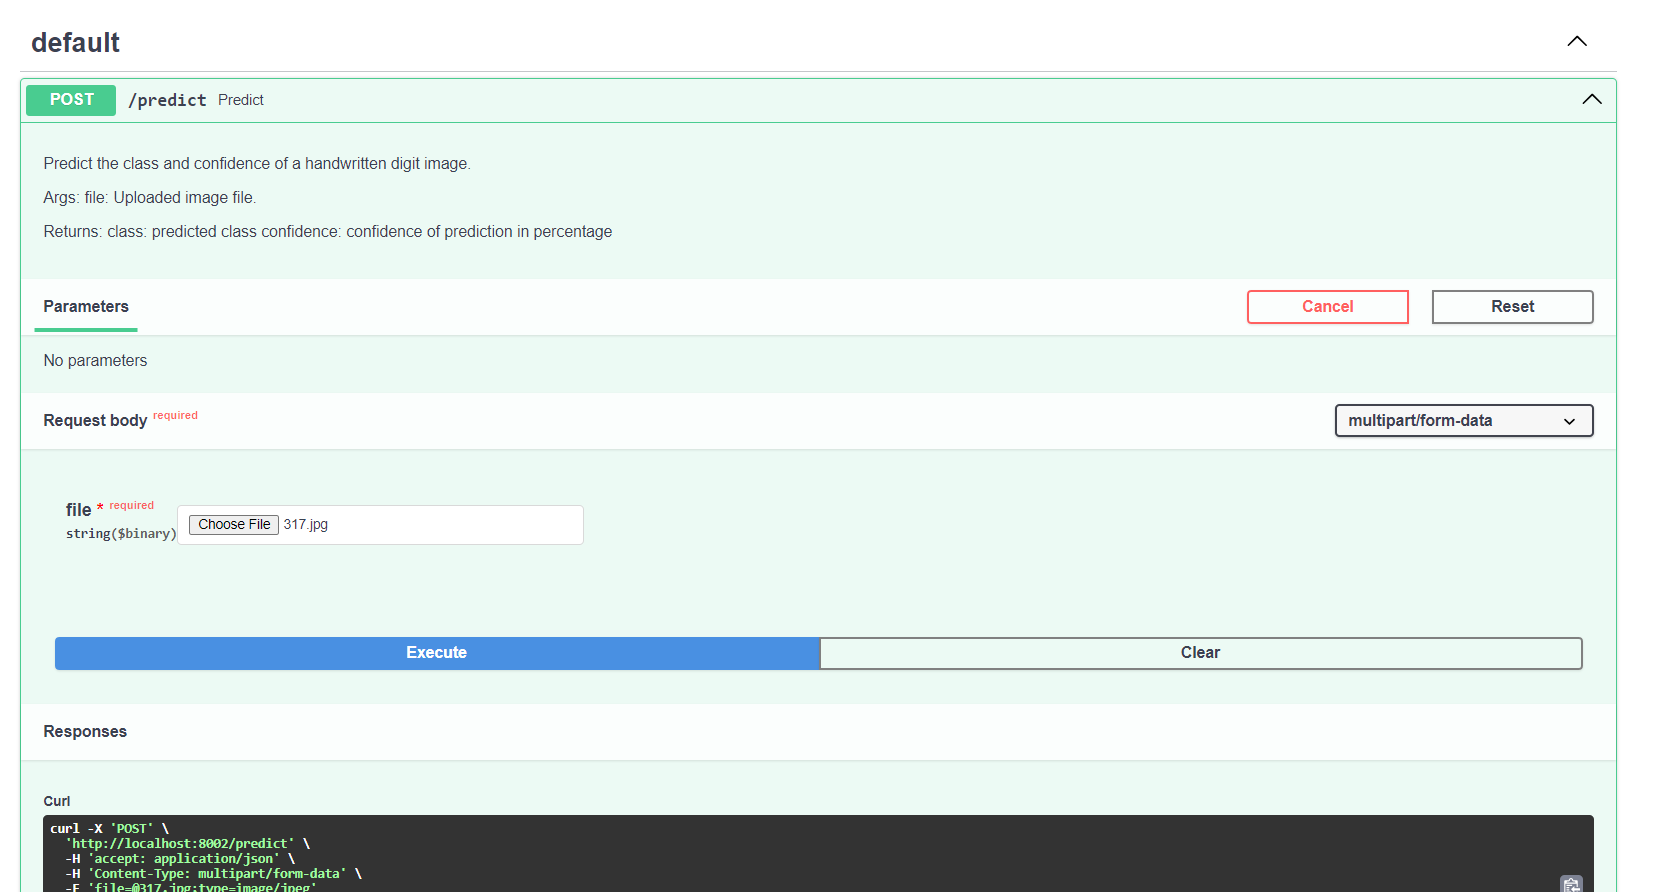 default
POST /predict Predict
Predict the class and confidence of a handwritten digit image.
Args: file: Uploaded image file.
Returns: class: predicted class confidence: confidence of prediction in percentage
Parameters Cancel Reset
No parameters
Request body required multipart/form-data
file * required
string($binary) Choose File 317.jpg
Execute Clear
Responses
Curl
curl -X 'POST' \
'http://localhost:8002/predict' \
-H 'accept: application/json' \
-H 'Content-Type: multipart/form-data' \
-F 'file=@317.jpg;type=image/jpeg'